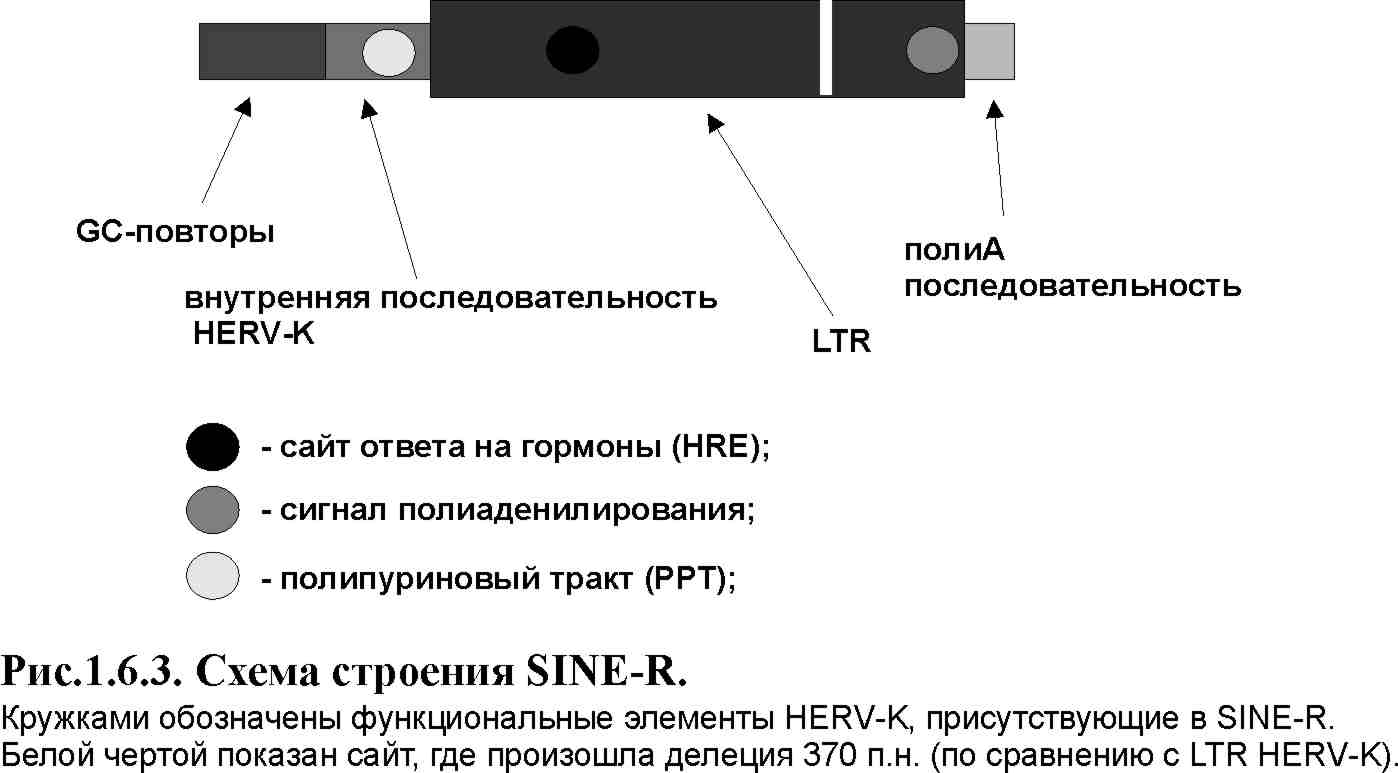 GC-повторы
внутренняя последовательность
HERV-K
LTR
полиА
последовательность
- сайт ответа на гормоны (HRE);
- сигнал полиаденилирования;
- полипуриновый тракт (PPT);
Рис.1.6.3. Схема строения SINE-R.
Кружками обозначены функциональные элементы HERV-K, присутствующие в SINE-R.
Белой чертой показан сайт, где произошла делеция 370 п.н. (по сравнению с LTR HERV-K).